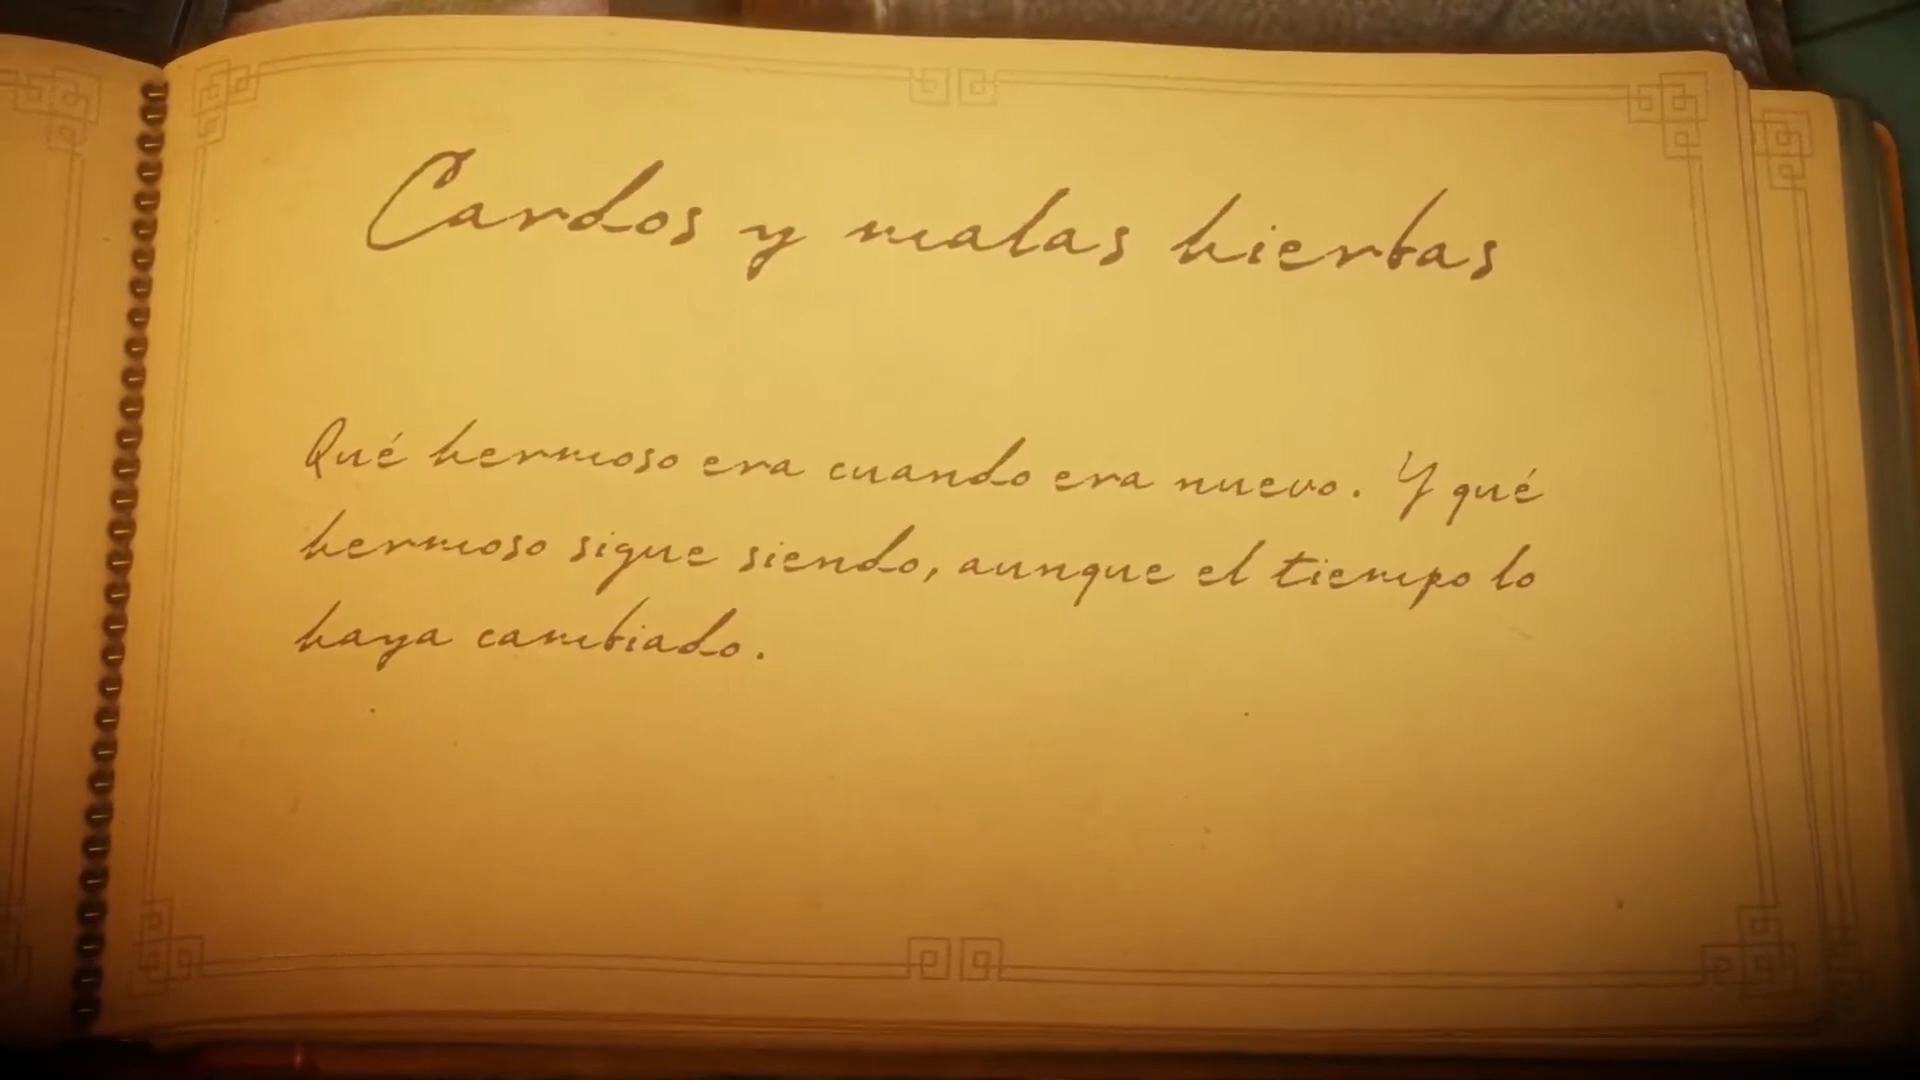 Cardos y malas hierbas
Qué hermoso era cuando era nuevo. Y qué
hermoso sigue siendo, aunque el tiempo lo
haya cambiado.